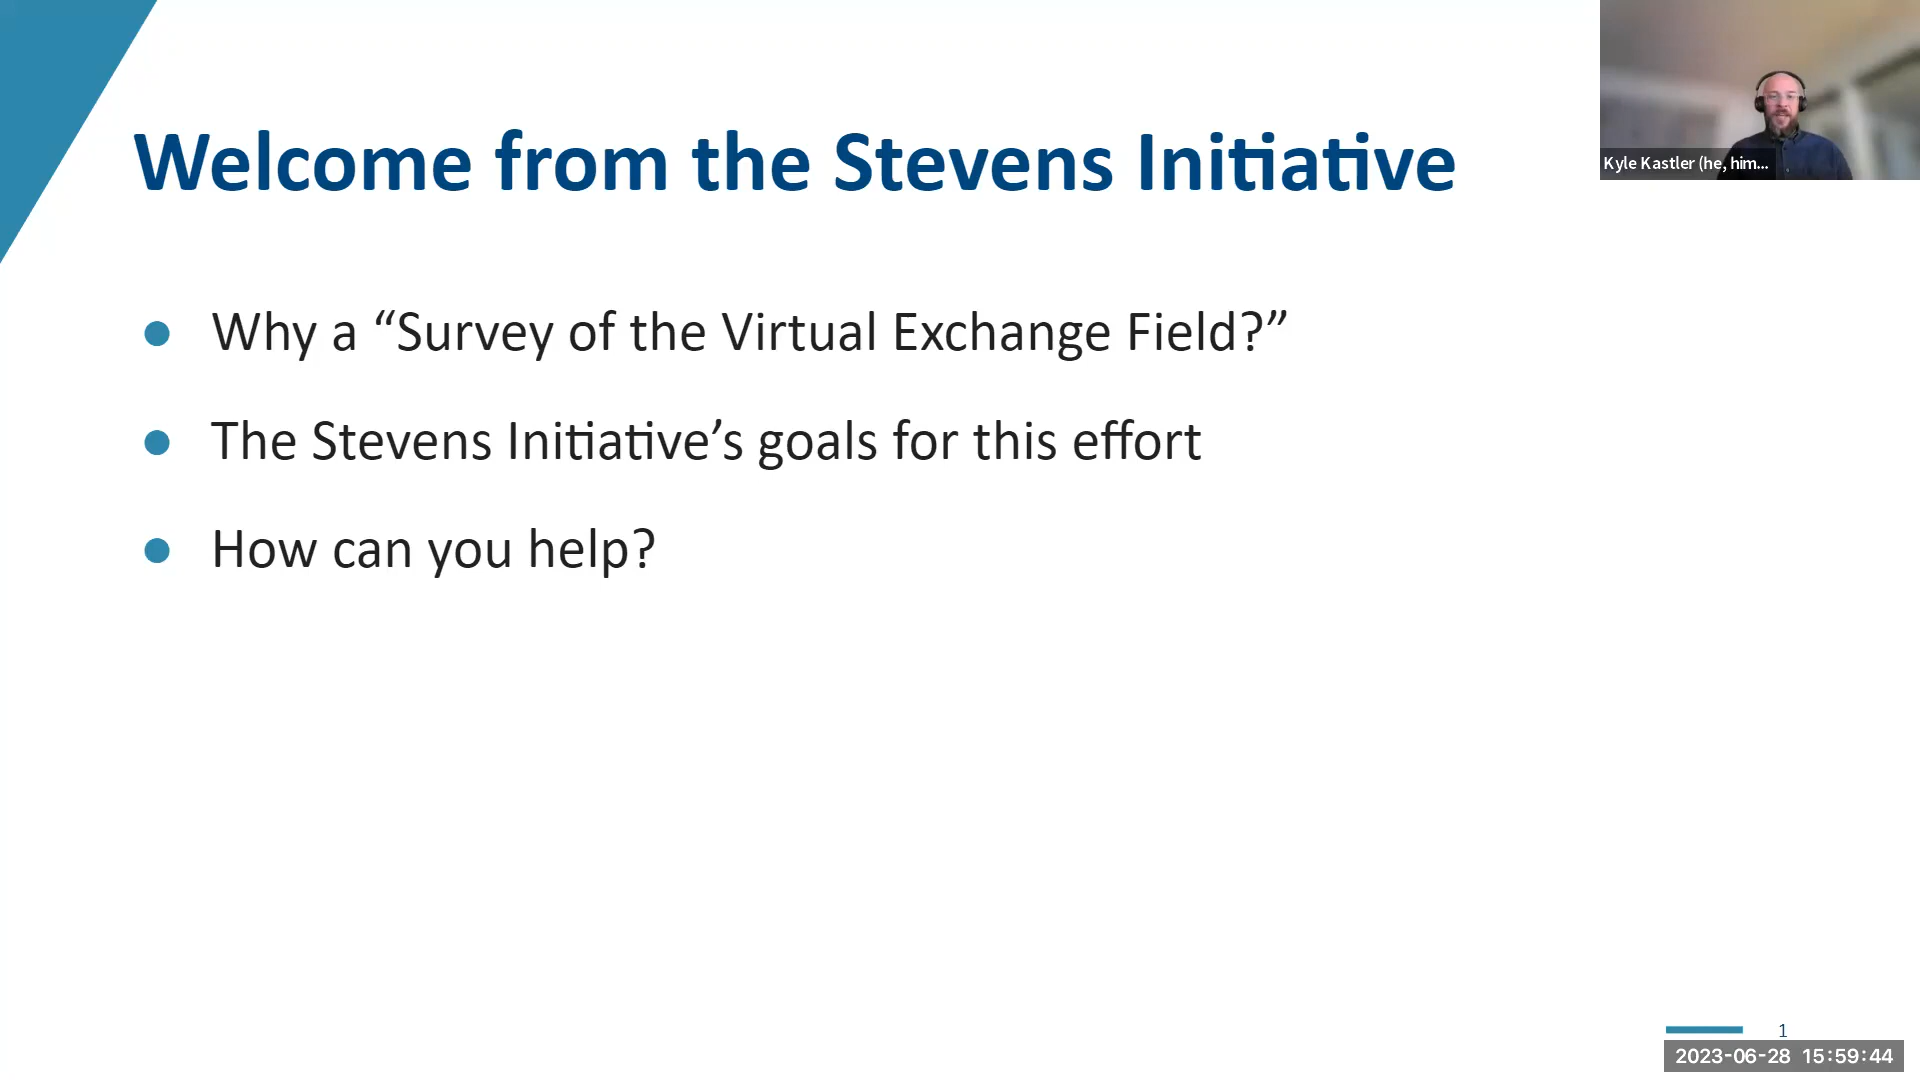 Welcome from the Stevens Initiative
Kyle Kastler (he, him...
Why a “Survey of the Virtual Exchange Field?”
The Stevens Initiative’s goals for this effort
How can you help?
1
2023-06-28 15:59:44